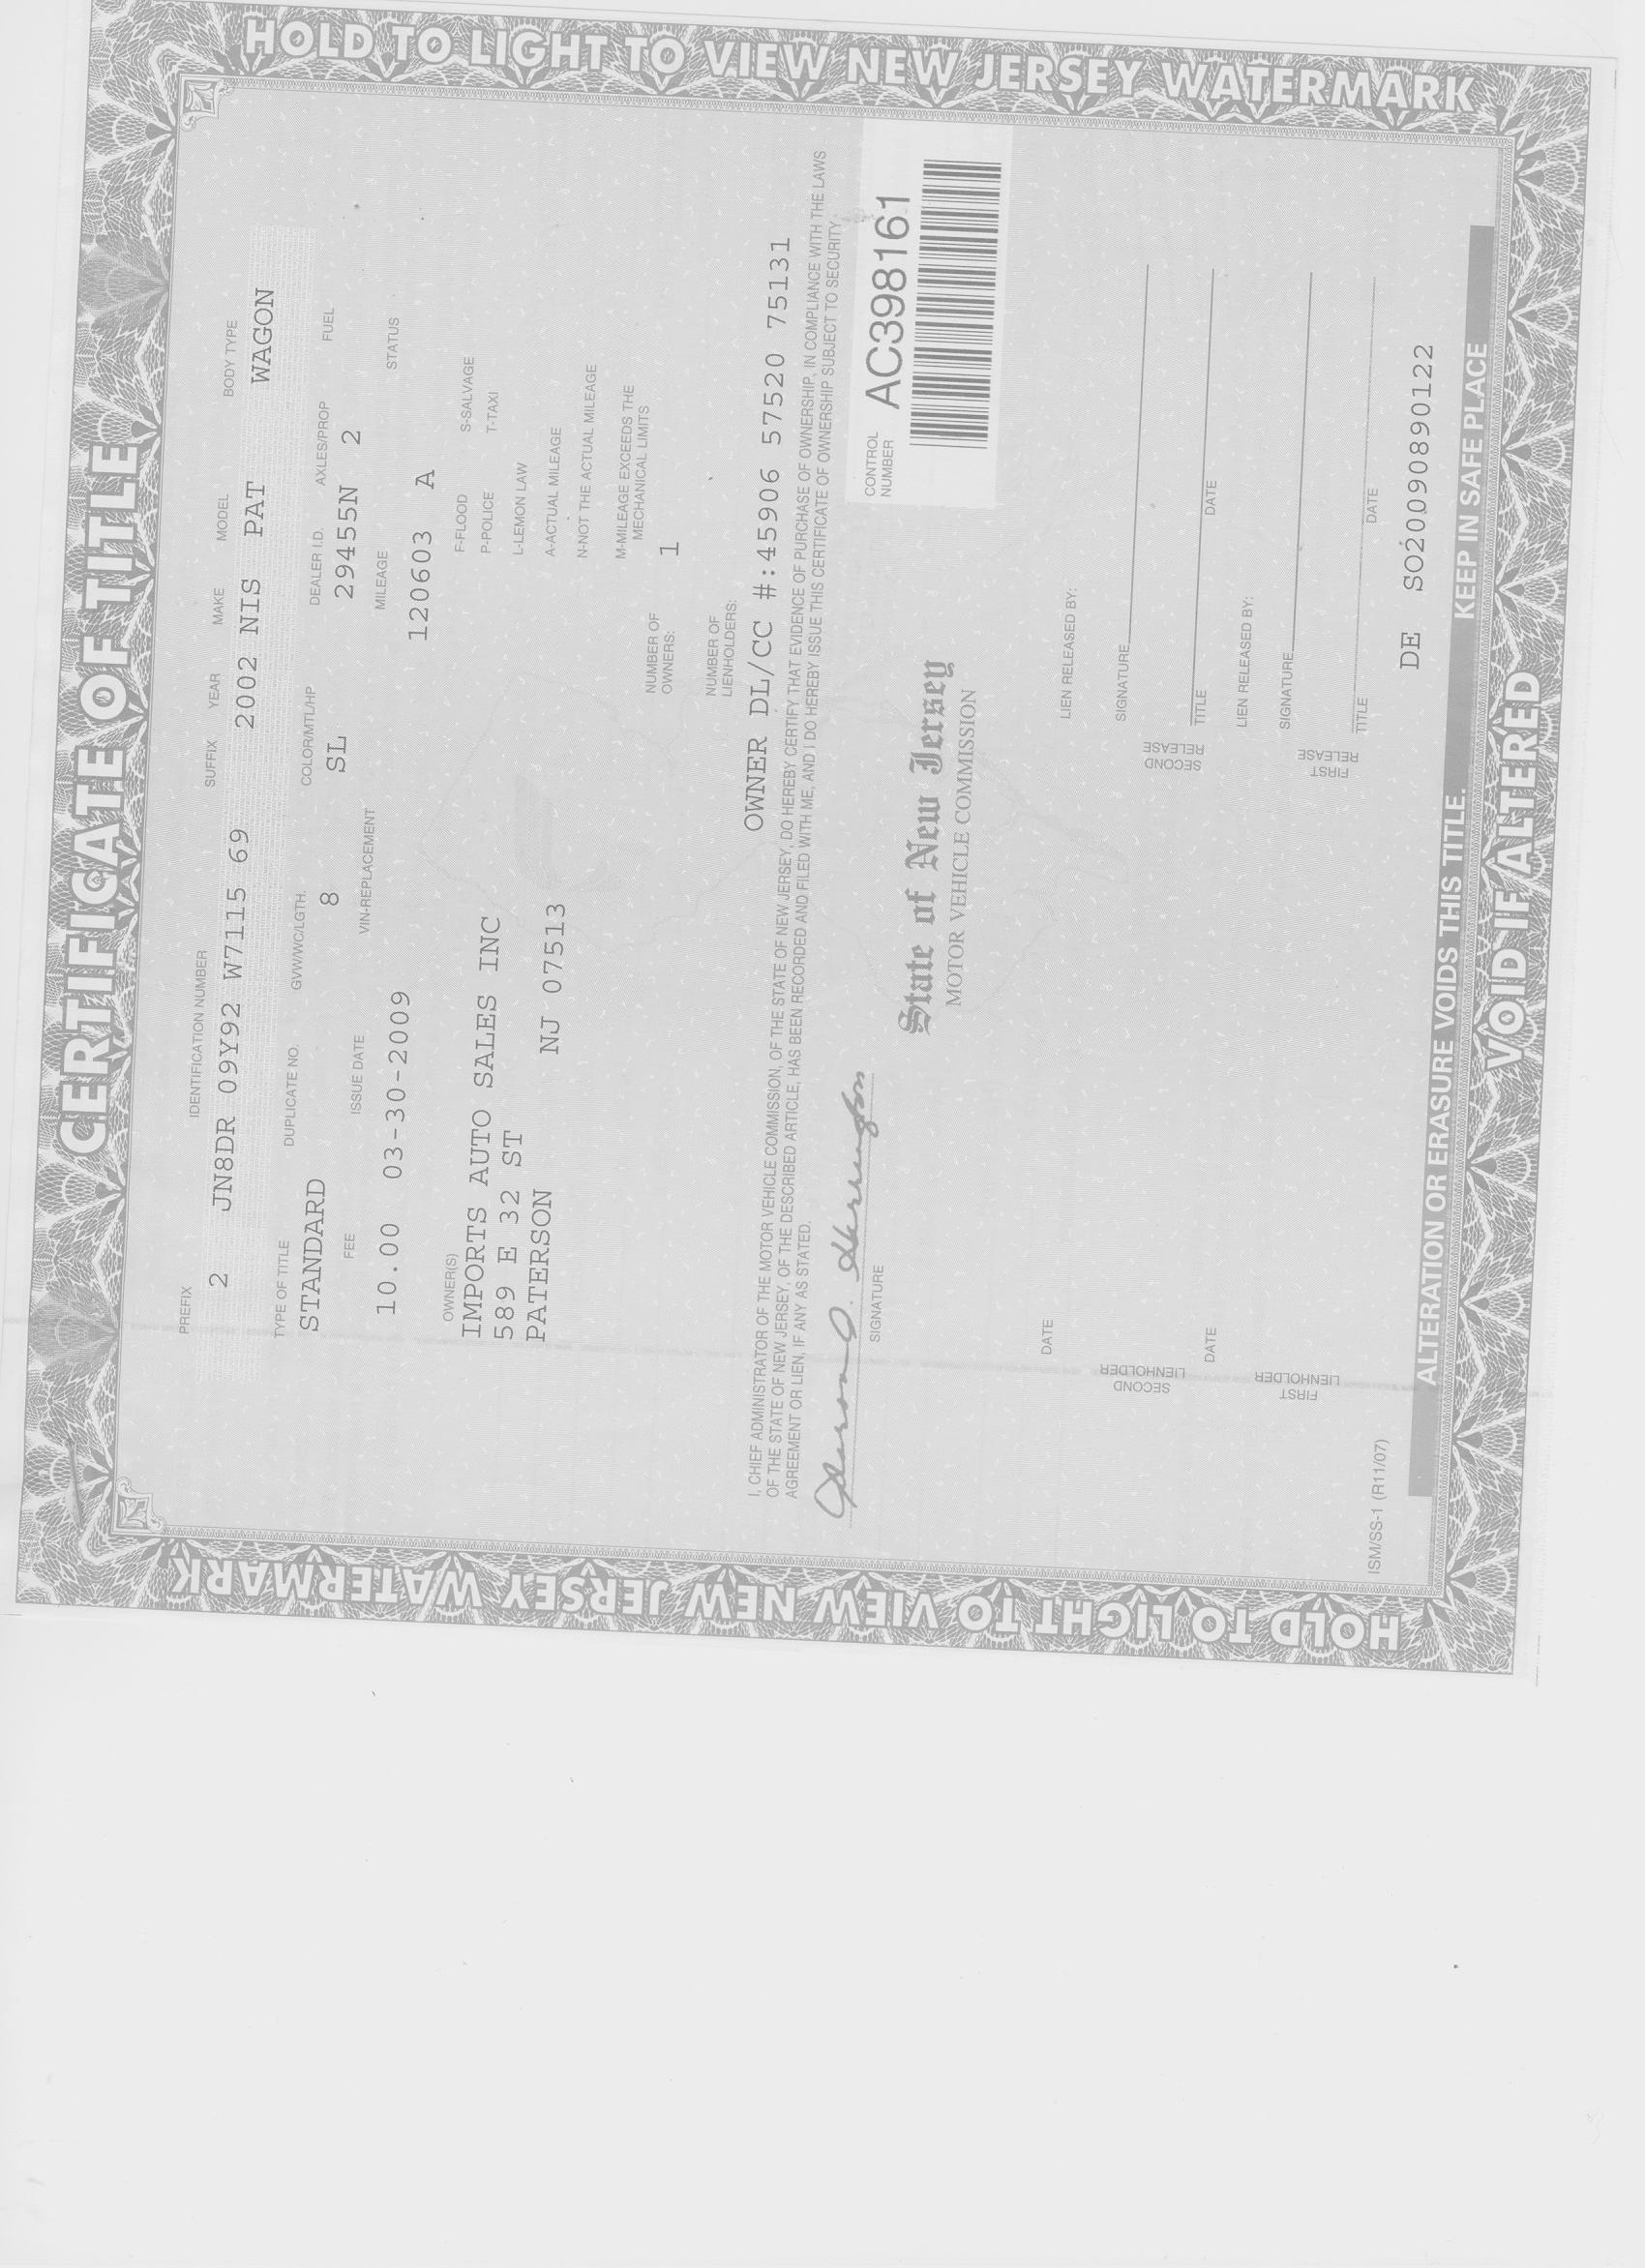 CERTIFICATE OF TITLE
HOLD TO LIGHT TO VIEW NEW JERSEY WATERMARK
HOLD TO LIGHT TO VIEW NEW JERSEY WATERMARK
PREFIX IDENTIFICATION NUMBER SUFFIX YEAR MAKE MODEL BODY TYPE
2 JN8DR 09Y92 W7115 69 2002 NIS PAT WAGON
TYPE OF TITLE DUPLICATE NO. GVW/WC/LGTH. COLOR/MTL/HP DEALER I.D. AXLES/PROP FUEL
STANDARD 8 SL 29455N 2
FEE ISSUE DATE VIN-REPLACEMENT MILEAGE STATUS
10.00 03-30-2009 120603 A
OWNER(S)
IMPORTS AUTO SALES INC
589 E 32 ST
PATERSON NJ 07513
F-FLOOD S-SALVAGE
P-POLICE T-TAXI
L-LEMON LAW
A-ACTUAL MILEAGE
N-NOT THE ACTUAL MILEAGE
M-MILEAGE EXCEEDS THE
MECHANICAL LIMITS
NUMBER OF
OWNERS: 1
NUMBER OF
LIENHOLDERS:
OWNER DL/CC #:45906 57520 75131
I, CHIEF ADMINISTRATOR OF THE MOTOR VEHICLE COMMISSION, OF THE STATE OF NEW JERSEY, DO HEREBY CERTIFY THAT EVIDENCE OF PURCHASE OF OWNERSHIP, IN COMPLIANCE WITH THE LAWS
OF THE STATE OF NEW JERSEY, OF THE DESCRIBED ARTICLE, HAS BEEN RECORDED AND FILED WITH ME, AND I DO HEREBY ISSUE THIS CERTIFICATE OF OWNERSHIP SUBJECT TO SECURITY
AGREEMENT OR LIEN, IF ANY AS STATED.
SIGNATURE
State of New Jersey
MOTOR VEHICLE COMMISSION
CONTROL
NUMBER AC398161
DATE
SECOND
LIENHOLDER
DATE
FIRST
LIENHOLDER
LIEN RELEASED BY:
SIGNATURE
SECOND
RELEASE
TITLE DATE
LIEN RELEASED BY:
SIGNATURE
FIRST
RELEASE
TITLE DATE
ISM/SS-1 (R11/07)
DE SO20090890122
ALTERATION OR ERASURE VOIDS THIS TITLE. KEEP IN SAFE PLACE
VOID IF ALTERED